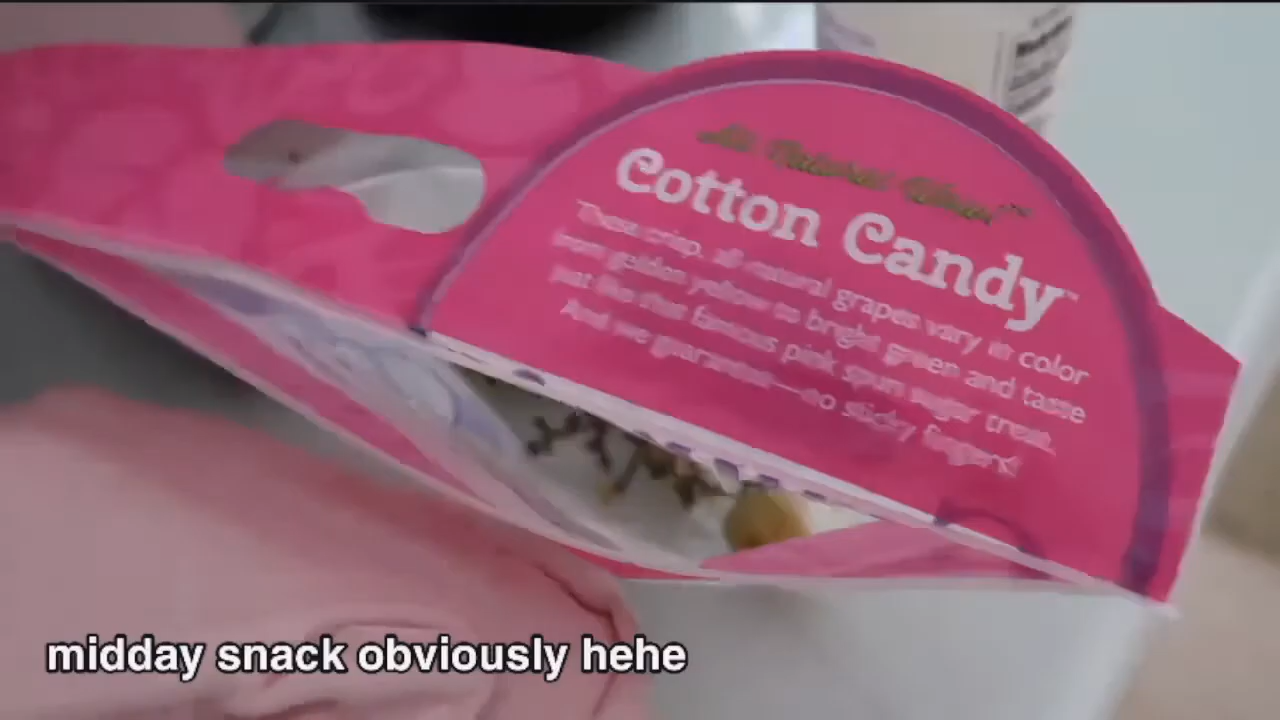 Cotton Candy™
These crisp, all-natural grapes vary in color
from golden yellow to bright green and taste
just like that famous pink spun sugar treat.
And we guarantee—no sticky fingers!
midday snack obviously hehe